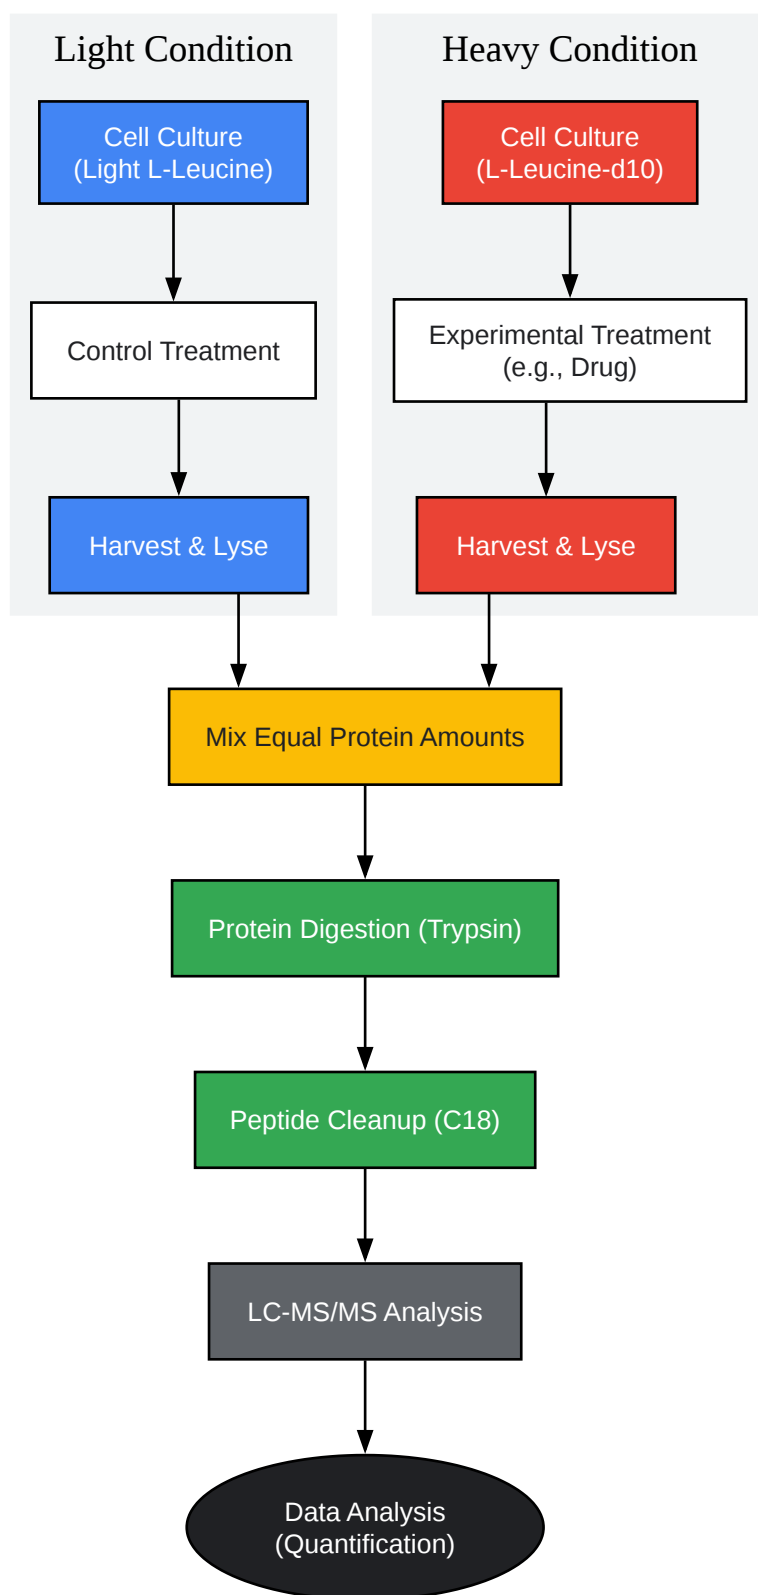 Light Condition
Cell Culture
(Light L-Leucine)
Control Treatment
Harvest & Lyse
Heavy Condition
Cell Culture
(L-Leucine-d10)
Experimental Treatment
(e.g., Drug)
Harvest & Lyse
Mix Equal Protein Amounts
Protein Digestion (Trypsin)
Peptide Cleanup (C18)
LC-MS/MS Analysis
Data Analysis
(Quantification)